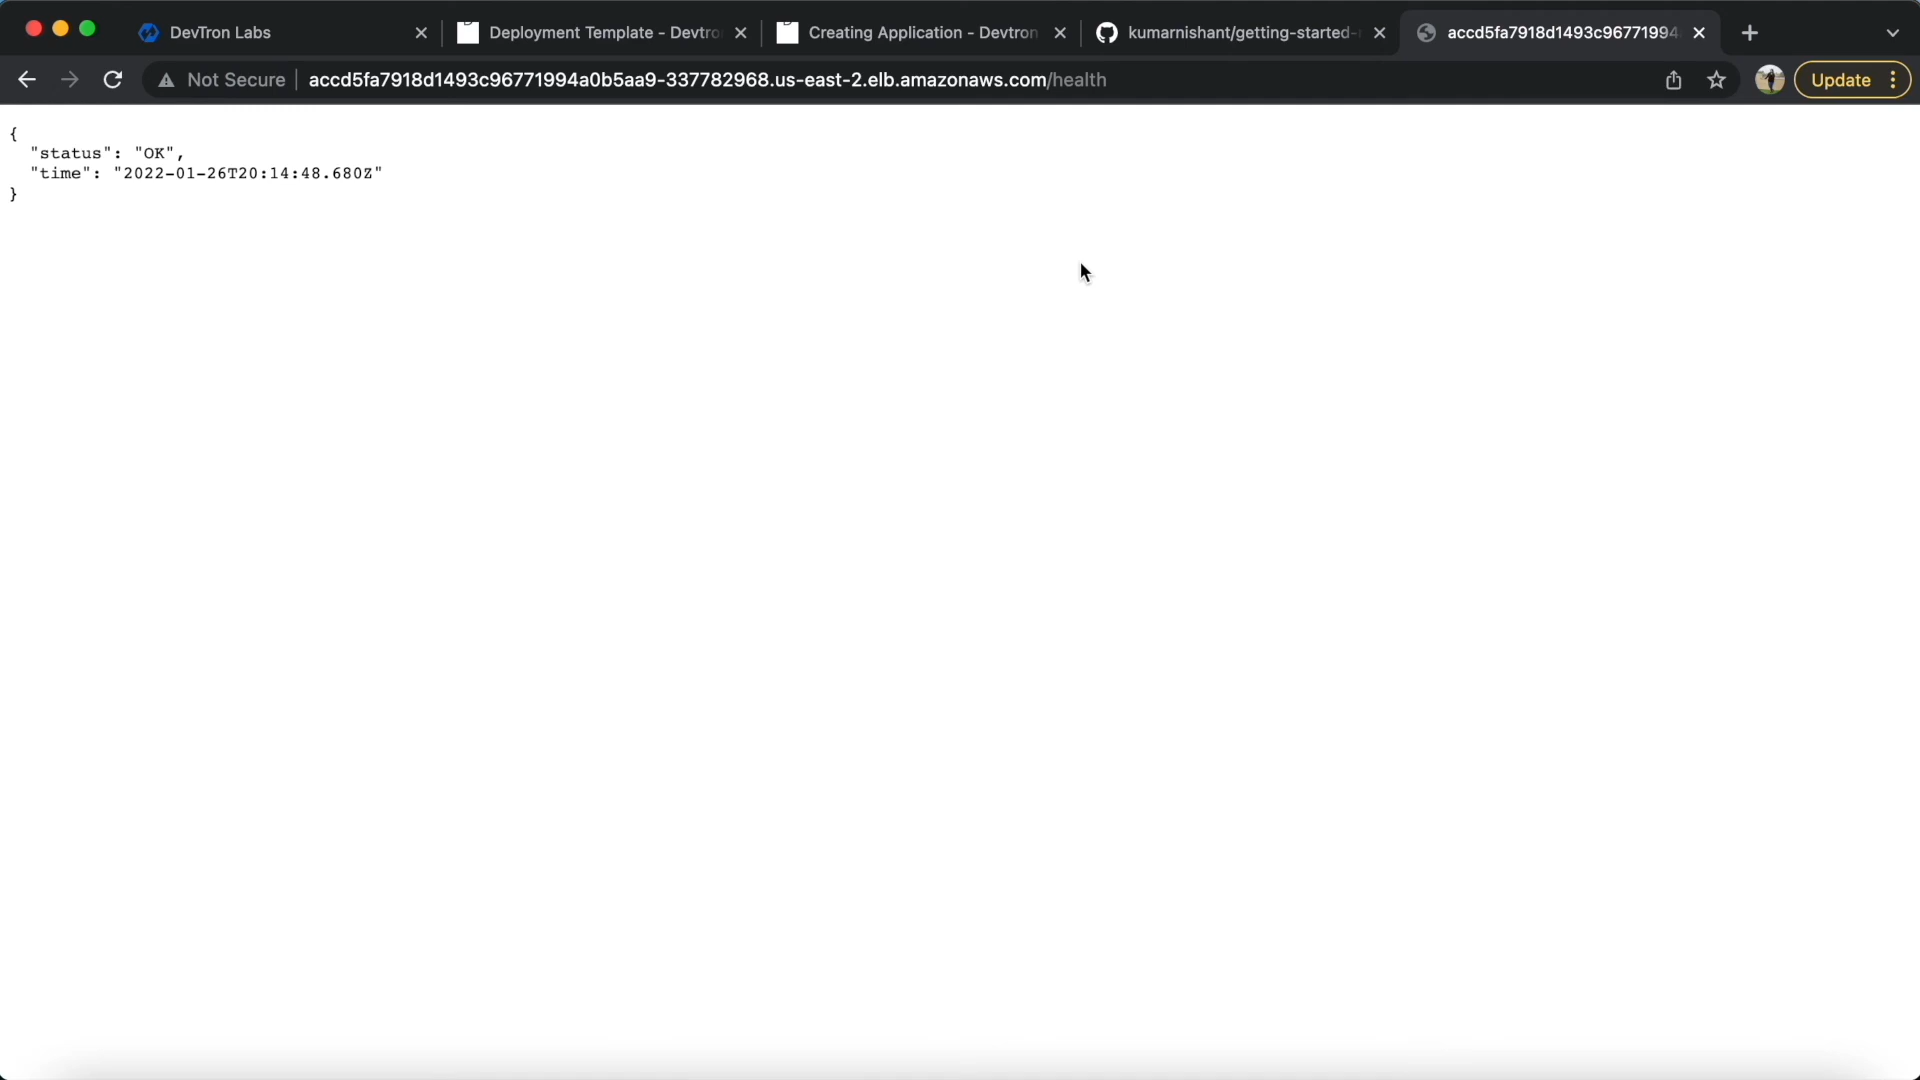 DevTron Labs
Deployment Template - Devtro
Creating Application - Devtron
kumarnishant/getting-started-
accd5fa7918d1493c96771994
Not Secure
accd5fa7918d1493c96771994a0b5aa9-337782968.us-east-2.elb.amazonaws.com/health
Update
{
"status": "OK",
"time": "2022-01-26T20:14:48.680Z"
}